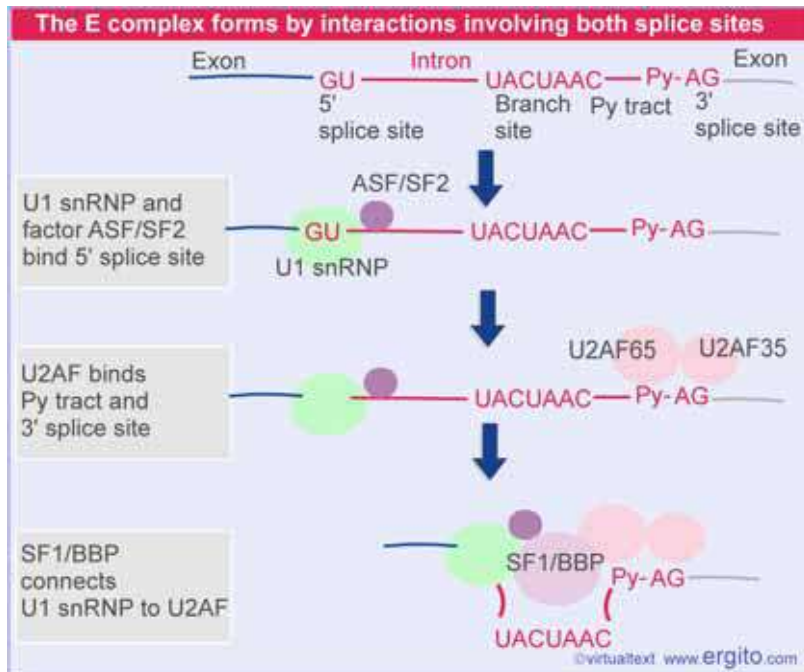 The E complex forms by interactions involving both splice sites
Exon
Intron
Exon
GU
UACUAAC
Py-AG
5'
splice site
Branch
site
Py tract
3'
splice site
U1 snRNP and
factor ASF/SF2
bind 5' splice site
ASF/SF2
GU
UACUAAC
Py-AG
U1 snRNP
U2AF binds
Py tract and
3' splice site
U2AF65
U2AF35
UACUAAC
Py-AG
SF1/BBP
connects
U1 snRNP to U2AF
SF1/BBP
Py-AG
UACUAAC
©virtualtext www.ergito.com